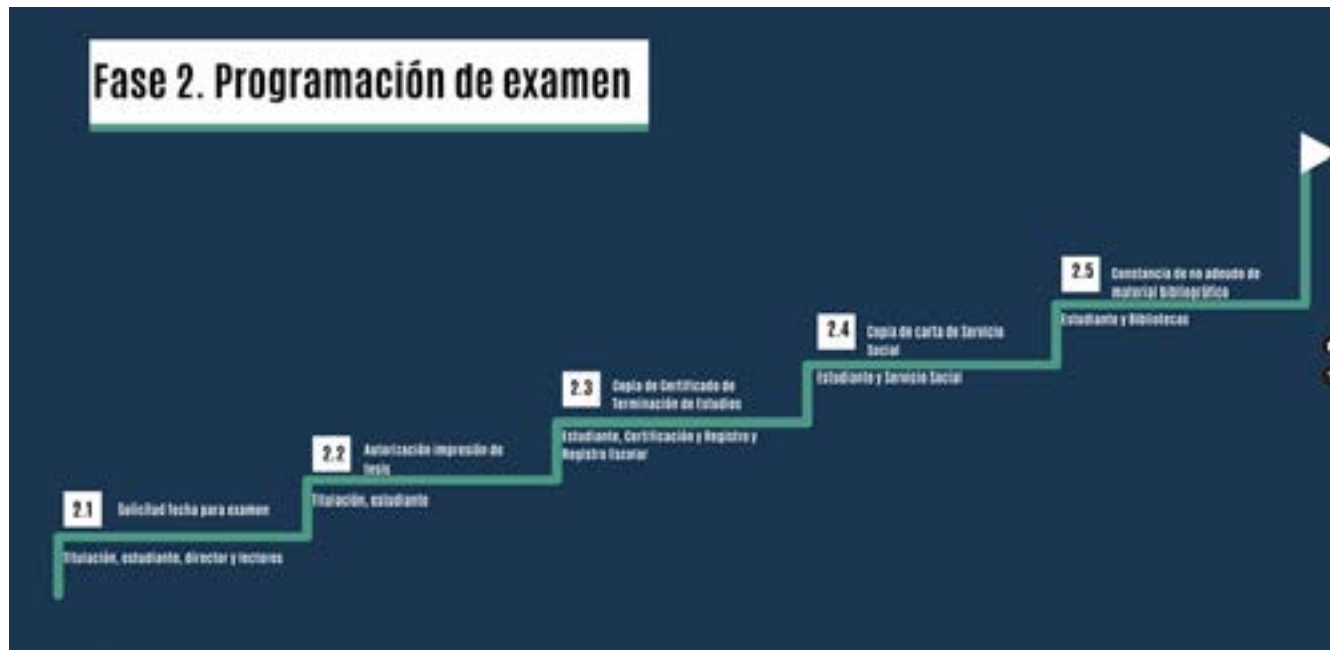 Fase 2. Programación de examen
2.1
Solicitud fecha para examen
Titulación, estudiante, director y lectores
2.2
Autorización impresión de
tesis
Titulación, estudiante
2.3
Copia de Certificado de
Terminación de Estudios
Estudiante, Certificación y Registro y
Registro Escolar
2.4
Copia de carta de Servicio
Social
Estudiante y Servicio Social
2.5
Constancia de no adeudo de
material bibliográfico
Estudiante y Bibliotecas